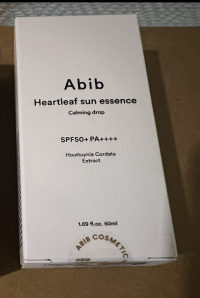 Abib
Heartleaf sun essence
Calming drop
SPF50+ PA++++
Houttuynia Cordata
Extract
1.69 fl.oz. 50ml
ABIB COSMETIC